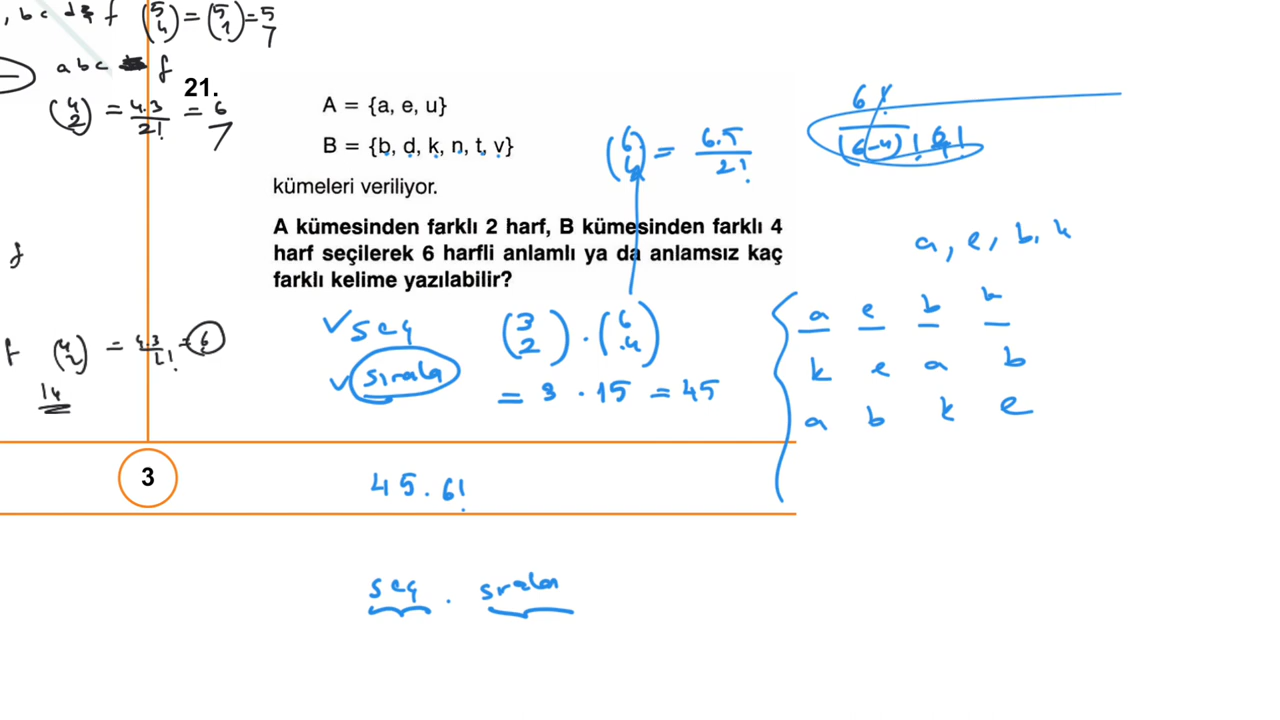 , b c d f (5 4) = (5 1) = 5
7
a b c f
(4 2) = 4.3 / 2! = 6
7
21.
A = {a, e, u}
B = {b, d, k, n, t, v}
kümeleri veriliyor.
A kümesinden farklı 2 harf, B kümesinden farklı 4
harf seçilerek 6 harfli anlamlı ya da anlamsız kaç
farklı kelime yazılabilir?
(6 4) = 6.5 / 2!
6!
(6-4)!
a, e, b, k
f
f (4 2) = 4.3 / 2! = 6
14
√ seç
√ sırala
(3 2) . (6 4)
= 3 . 15 = 45
a e b k
k e a b
a b k e
3
45.6!
seç . sırala